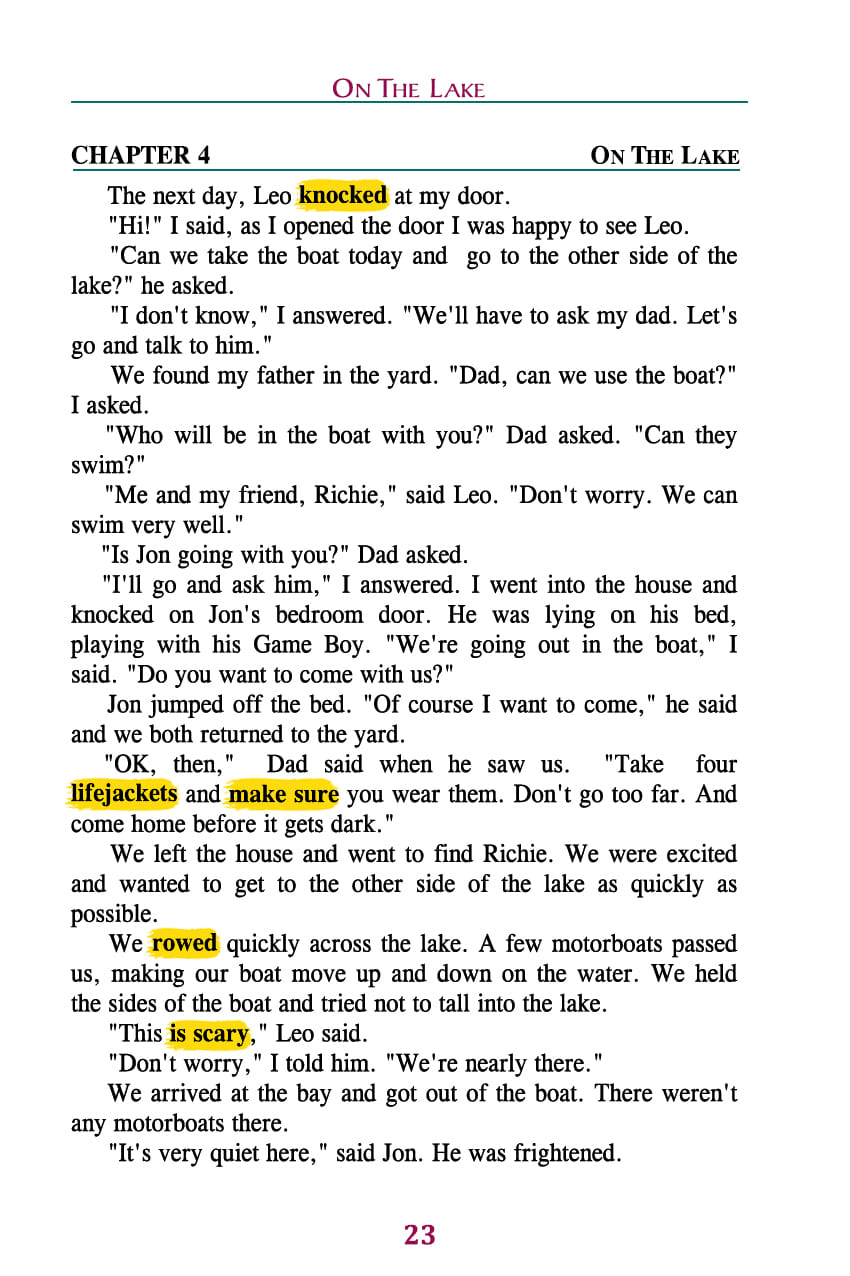 ON THE LAKE
CHAPTER 4 ON THE LAKE
The next day, Leo knocked at my door.
"Hi!" I said, as I opened the door I was happy to see Leo.
"Can we take the boat today and go to the other side of the
lake?" he asked.
"I don't know," I answered. "We'll have to ask my dad. Let's
go and talk to him."
We found my father in the yard. "Dad, can we use the boat?"
I asked.
"Who will be in the boat with you?" Dad asked. "Can they
swim?"
"Me and my friend, Richie," said Leo. "Don't worry. We can
swim very well."
"Is Jon going with you?" Dad asked.
"I'll go and ask him," I answered. I went into the house and
knocked on Jon's bedroom door. He was lying on his bed,
playing with his Game Boy. "We're going out in the boat," I
said. "Do you want to come with us?"
Jon jumped off the bed. "Of course I want to come," he said
and we both returned to the yard.
"OK, then," Dad said when he saw us. "Take four
lifejackets and make sure you wear them. Don't go too far. And
come home before it gets dark."
We left the house and went to find Richie. We were excited
and wanted to get to the other side of the lake as quickly as
possible.
We rowed quickly across the lake. A few motorboats passed
us, making our boat move up and down on the water. We held
the sides of the boat and tried not to tall into the lake.
"This is scary," Leo said.
"Don't worry," I told him. "We're nearly there."
We arrived at the bay and got out of the boat. There weren't
any motorboats there.
"It's very quiet here," said Jon. He was frightened.
23